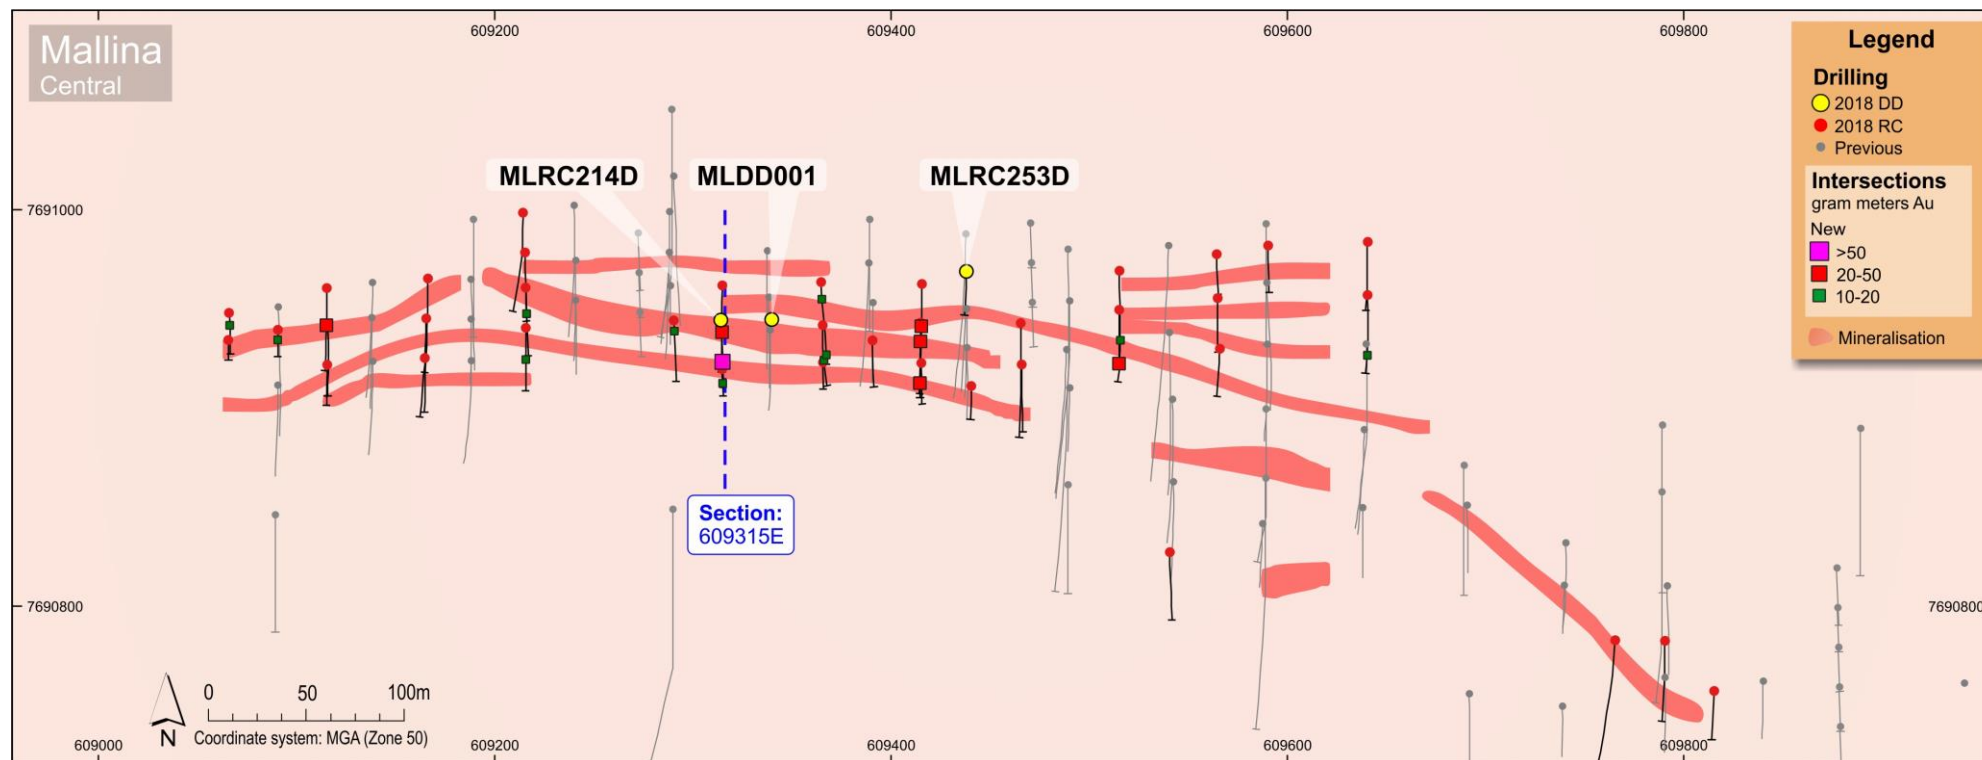 Mallina
Central
609200
609400
609600
609800
Legend
Drilling
2018 DD
2018 RC
Previous
Intersections
gram meters Au
New
>50
20-50
10-20
Mineralisation
MLRC214D
MLDD001
MLRC253D
7691000
Section:
609315E
7690800
7690800
0 50 100m
N
Coordinate system: MGA (Zone 50)
609000
609200
609400
609600
609800